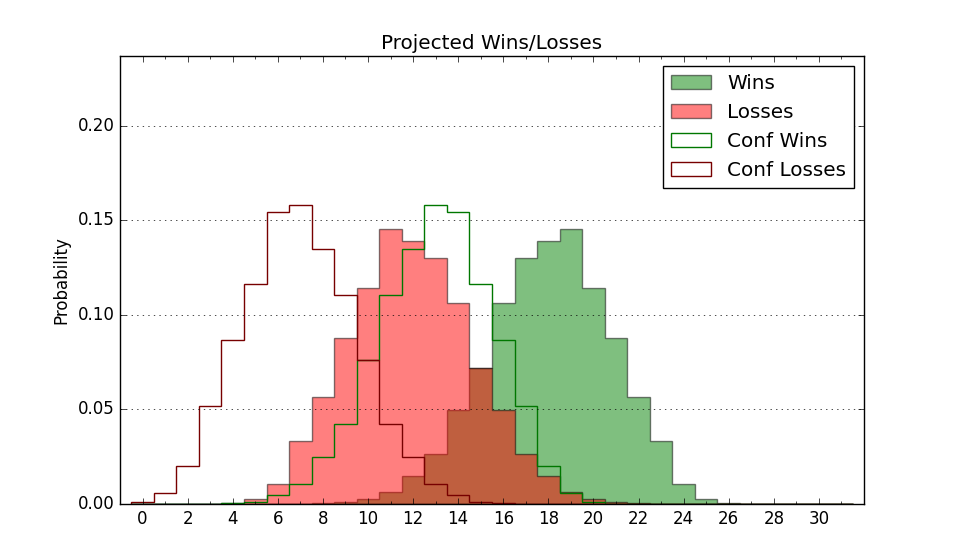 Projected Wins/Losses
Wins
Losses
Conf Wins
Conf Losses
Probability
0.20
0.15
0.10
0.05
0.00
0 2 4 6 8 10 12 14 16 18 20 22 24 26 28 30